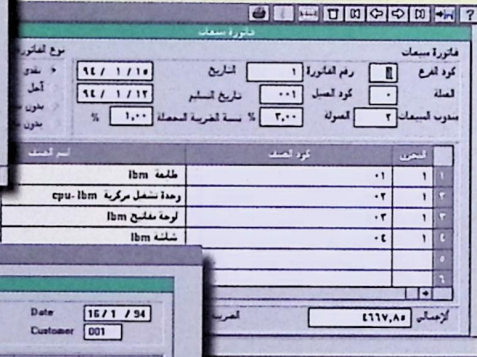 فاتورة مبيعات
فاتورة مبيعات
نوع الفاتورة
كود الفرع
رقم الفاتورة ١
التاريخ ١٥ / ١ / ٩٤
نقدي
العملة ٠
كود العميل ٠٠١
تاريخ التسليم ١٢ / ١ / ٩٤
آجل
مندوب المبيعات ٢
العمولة ٣,٠٠ %
نسبة الضريبة المحصلة ١,٠٠ %
بدون
بدون
المخزن
كود الصنف
اسم الصنف
١ ١ ٠١ طابعة ibm
٢ ١ ٠٢ وحدة تشغيل مركزية cpu-ibm
٣ ١ ٠٣ لوحة مفاتيح ibm
٤ ١ ٠٤ شاشة ibm
٥
٦
الإجمالي ٤٦٦٧,٨٥
الضريبة
Date 16/1 / 94
Customer 001